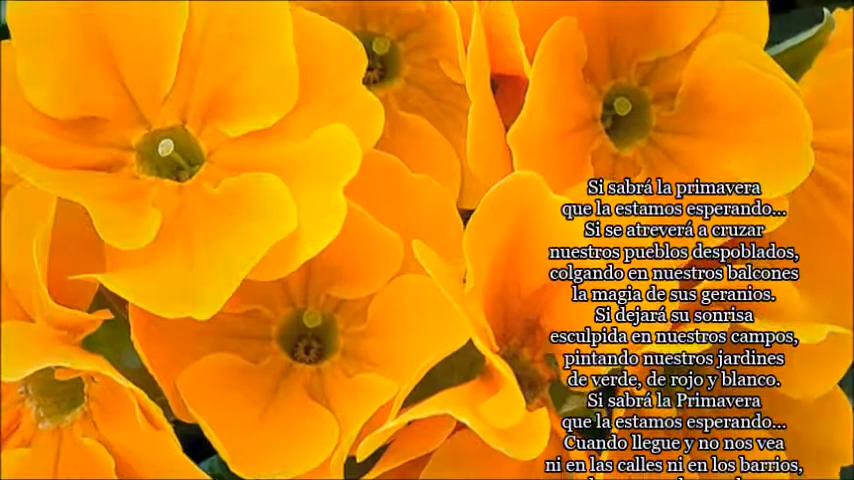 Si sabrá la primavera
que la estamos esperando...
Si se atreverá a cruzar
nuestros pueblos despoblados,
colgando en nuestros balcones
la magia de sus geranios.
Si dejará su sonrisa
esculpida en nuestros campos,
pintando nuestros jardines
de verde, de rojo y blanco.
Si sabrá la Primavera
que la estamos esperando...
Cuando llegue y no nos vea
ni en las calles ni en los barrios,